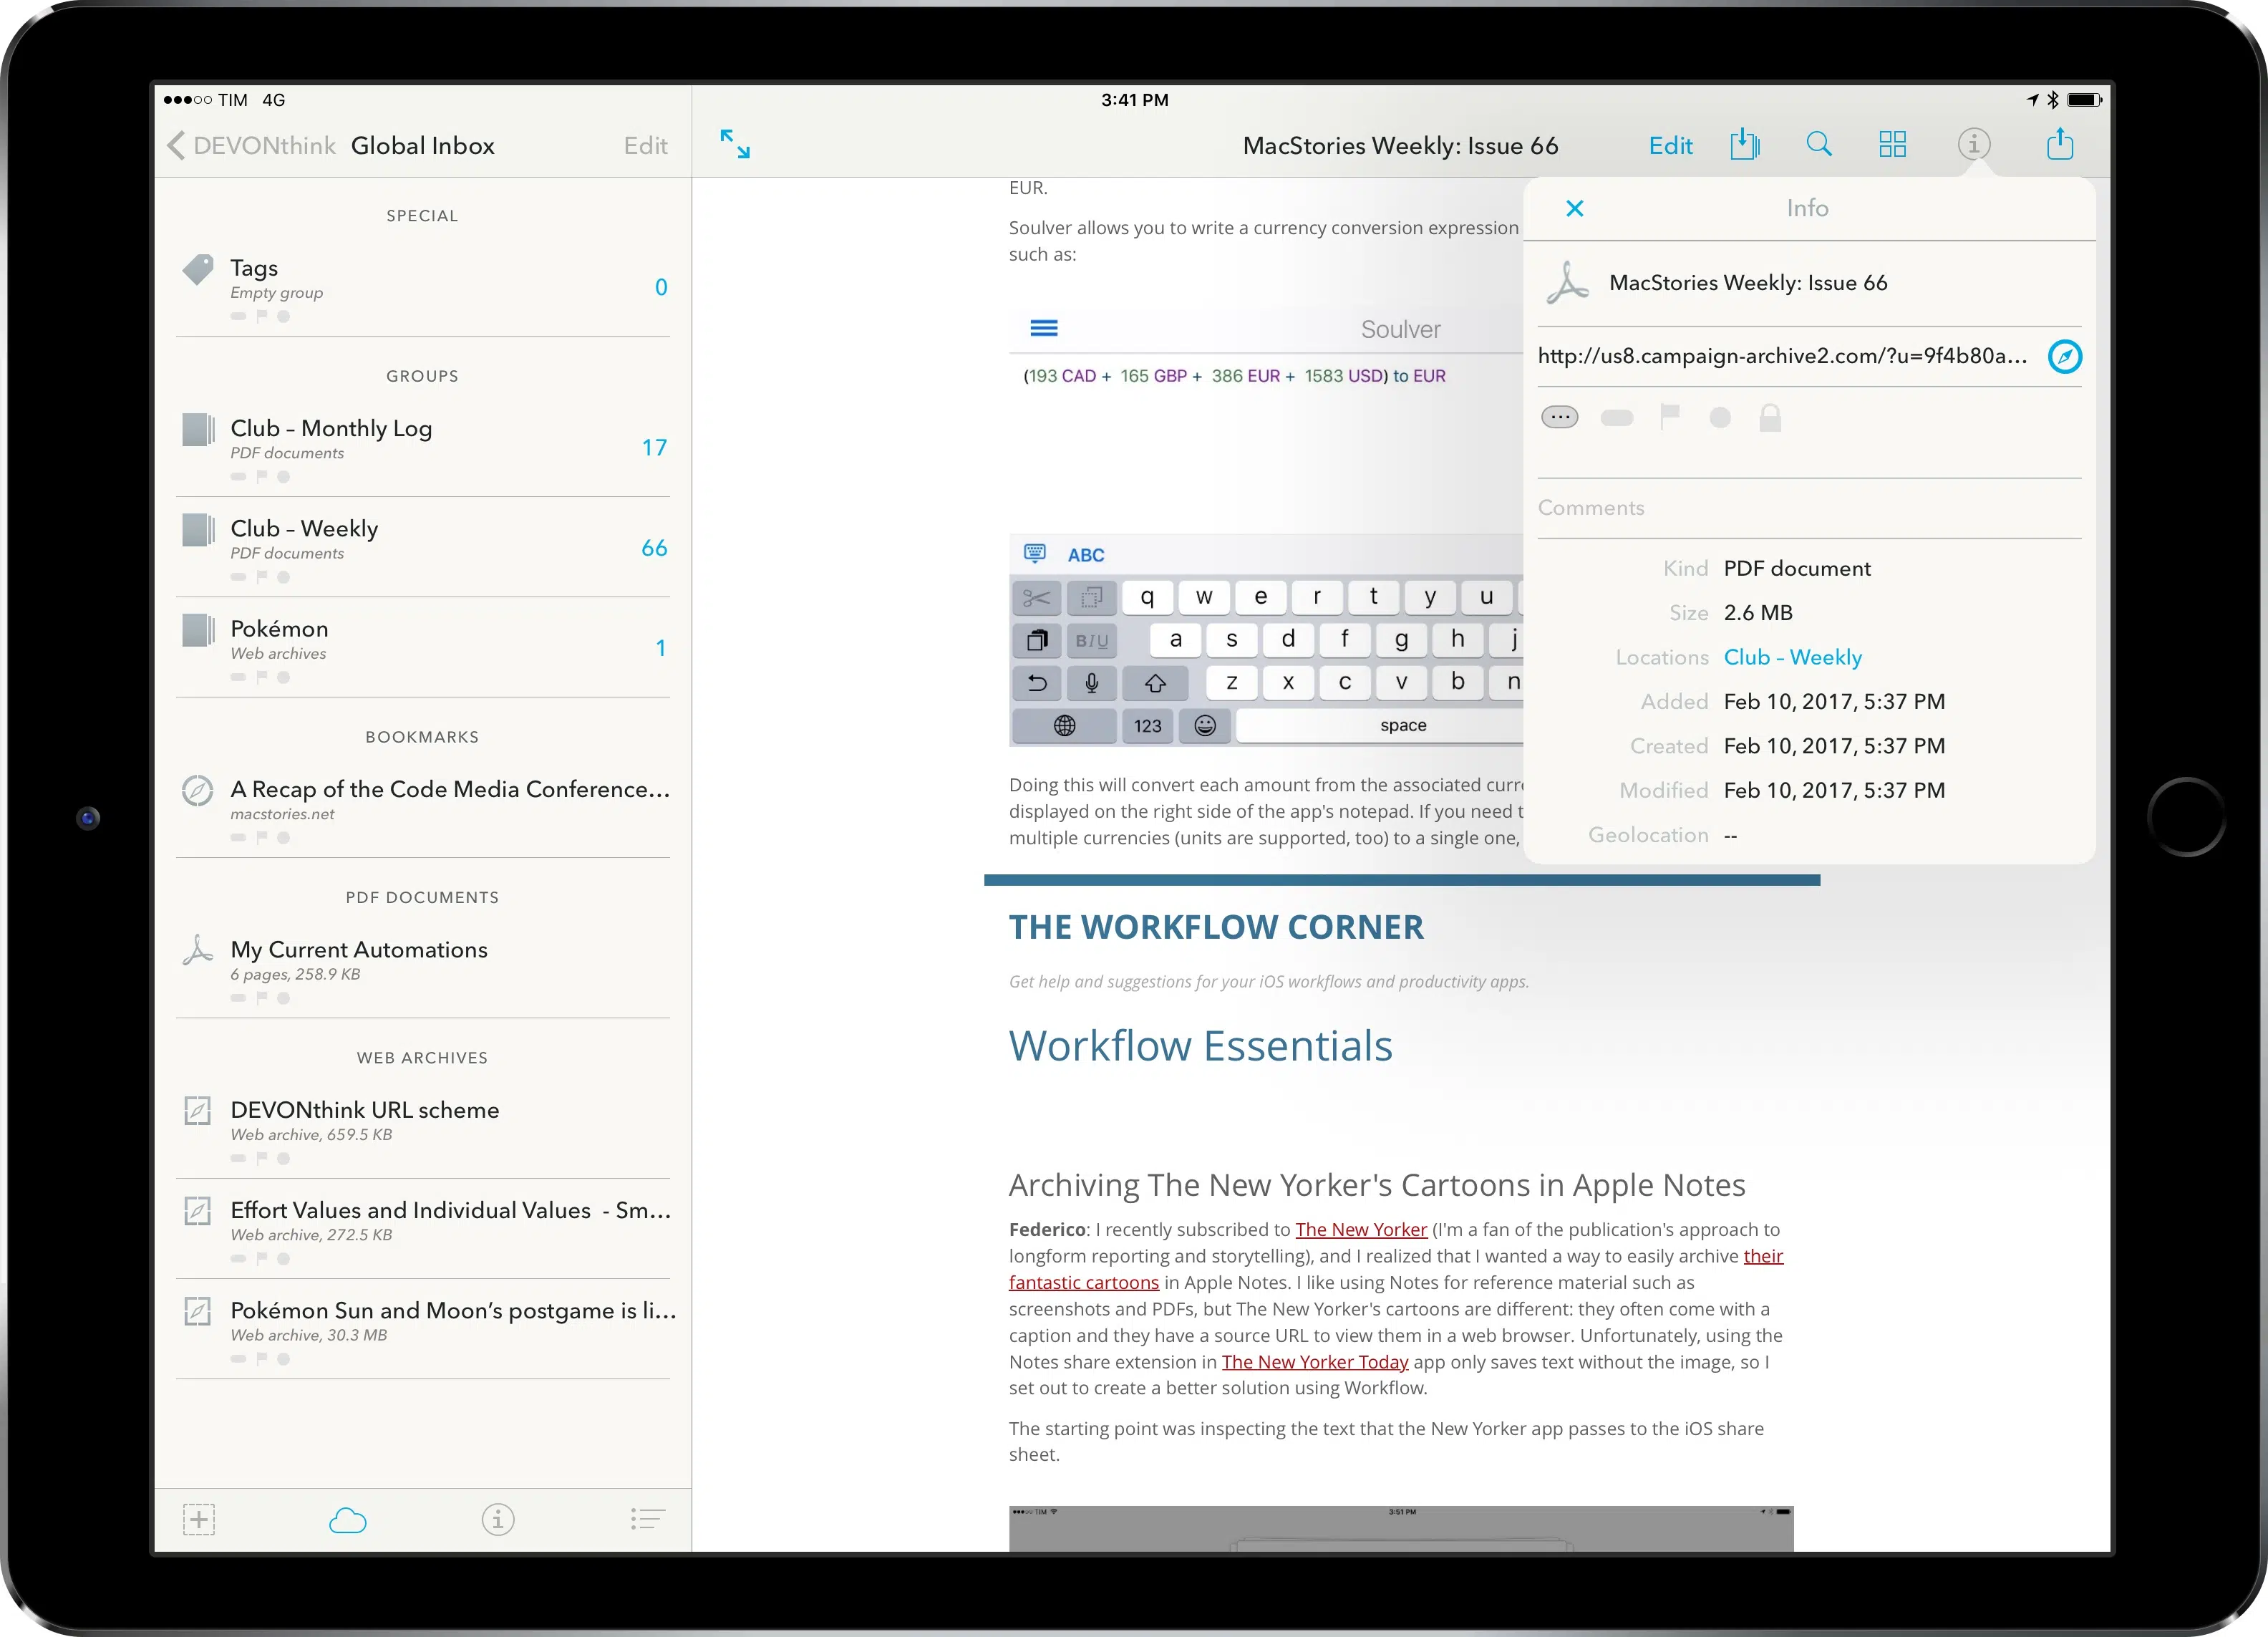 TIM 4G
3:41 PM
DEVONthink
Global Inbox
Edit
SPECIAL
Tags
Empty group
0
GROUPS
Club – Monthly Log
PDF documents
17
Club – Weekly
PDF documents
66
Pokémon
Web archives
1
BOOKMARKS
A Recap of the Code Media Conference...
macstories.net
PDF DOCUMENTS
My Current Automations
6 pages, 258.9 KB
WEB ARCHIVES
DEVONthink URL scheme
Web archive, 659.5 KB
Effort Values and Individual Values - Sm...
Web archive, 272.5 KB
Pokémon Sun and Moon’s postgame is li...
Web archive, 30.3 MB
MacStories Weekly: Issue 66
Edit
EUR.
Soulver allows you to write a currency conversion expression
such as:
Soulver
(193 CAD + 165 GBP + 386 EUR + 1583 USD) to EUR
ABC
q w e r t y u
B I U a s d f g h j
z x c v b n
123 space
Doing this will convert each amount from the associated curr
displayed on the right side of the app's notepad. If you need t
multiple currencies (units are supported, too) to a single one,
THE WORKFLOW CORNER
Get help and suggestions for your iOS workflows and productivity apps.
Workflow Essentials
Archiving The New Yorker's Cartoons in Apple Notes
Federico: I recently subscribed to The New Yorker (I'm a fan of the publication's approach to
longform reporting and storytelling), and I realized that I wanted a way to easily archive their
fantastic cartoons in Apple Notes. I like using Notes for reference material such as
screenshots and PDFs, but The New Yorker's cartoons are different: they often come with a
caption and they have a source URL to view them in a web browser. Unfortunately, using the
Notes share extension in The New Yorker Today app only saves text without the image, so I
set out to create a better solution using Workflow.
The starting point was inspecting the text that the New Yorker app passes to the iOS share
sheet.
TIM
3:51 PM
Info
MacStories Weekly: Issue 66
http://us8.campaign-archive2.com/?u=9f4b80a...
Comments
Kind PDF document
Size 2.6 MB
Locations Club – Weekly
Added Feb 10, 2017, 5:37 PM
Created Feb 10, 2017, 5:37 PM
Modified Feb 10, 2017, 5:37 PM
Geolocation --